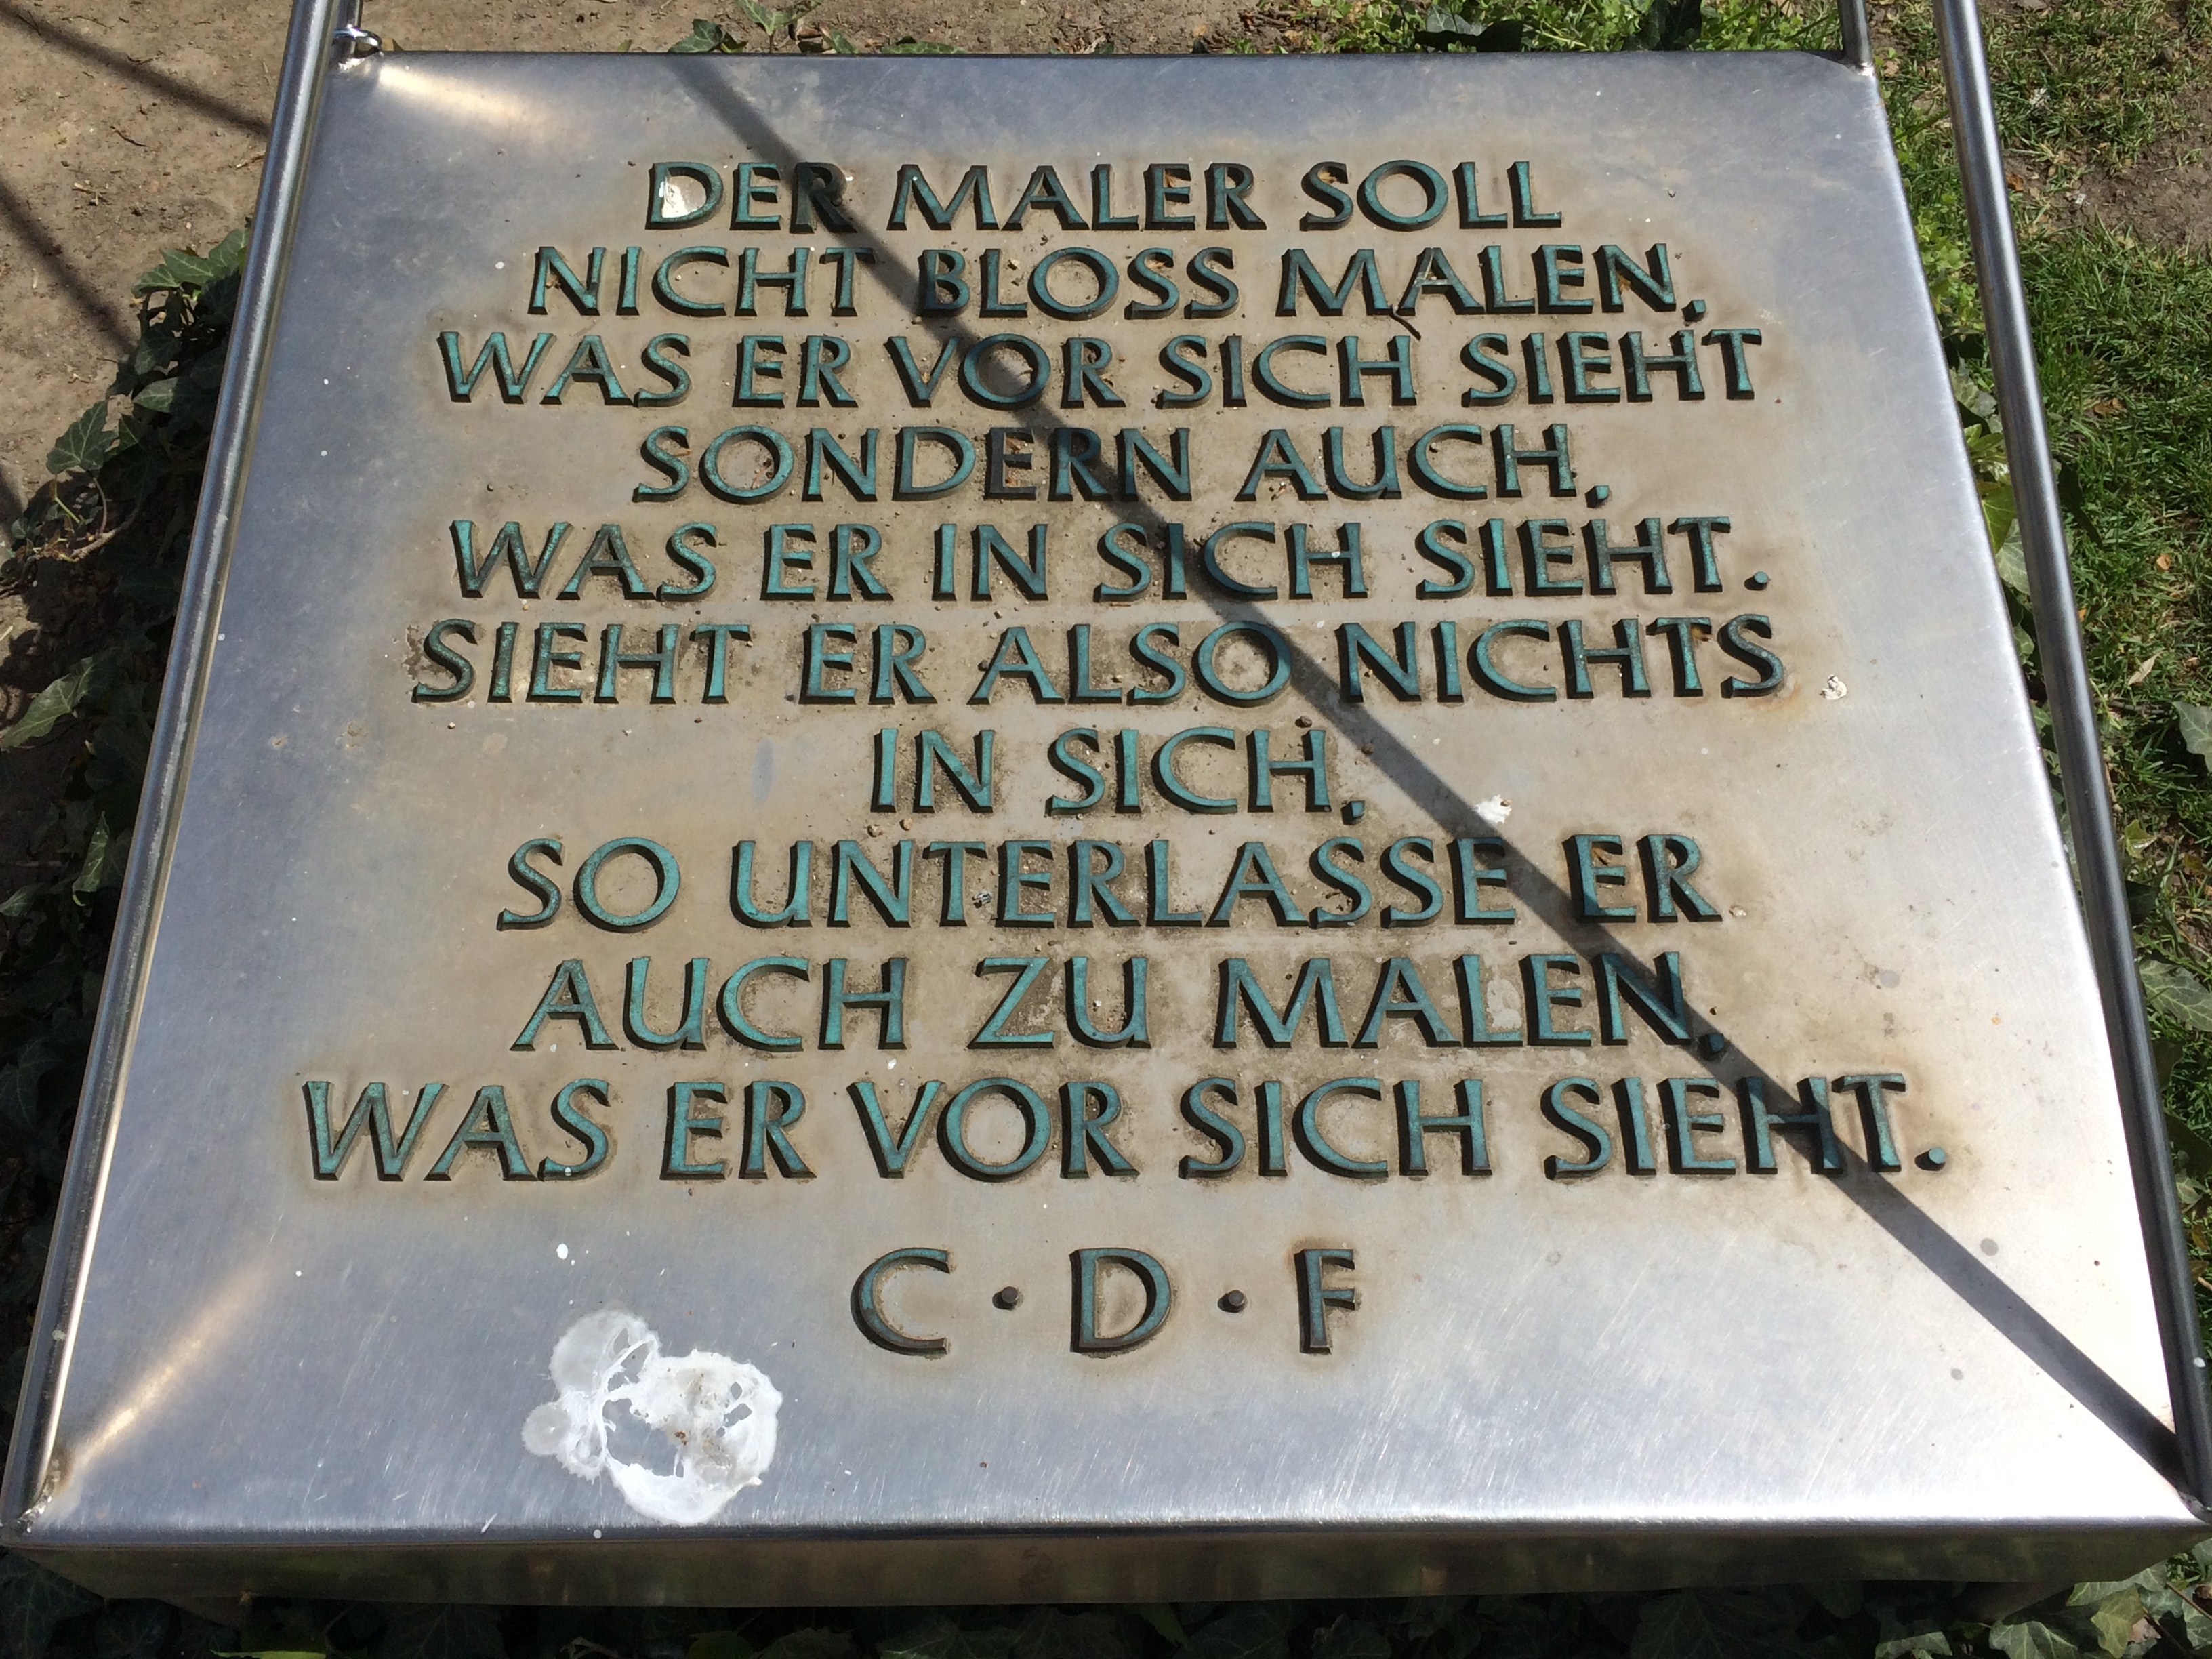 DER MALER SOLL
NICHT BLOSS MALEN,
WAS ER VOR SICH SIEHT
SONDERN AUCH,
WAS ER IN SICH SIEHT.
SIEHT ER ALSO NICHTS
IN SICH,
SO UNTERLASSE ER
AUCH ZU MALEN,
WAS ER VOR SICH SIEHT.
C·D·F